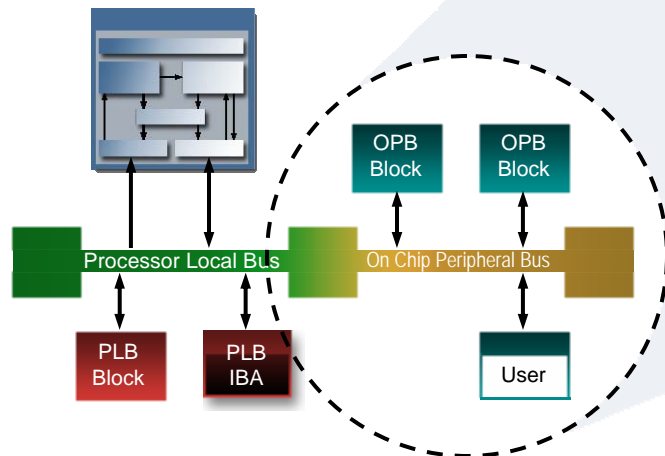 OPB
Block
OPB
Block
Processor Local Bus
On Chip Peripheral Bus
PLB
Block
PLB
IBA
User